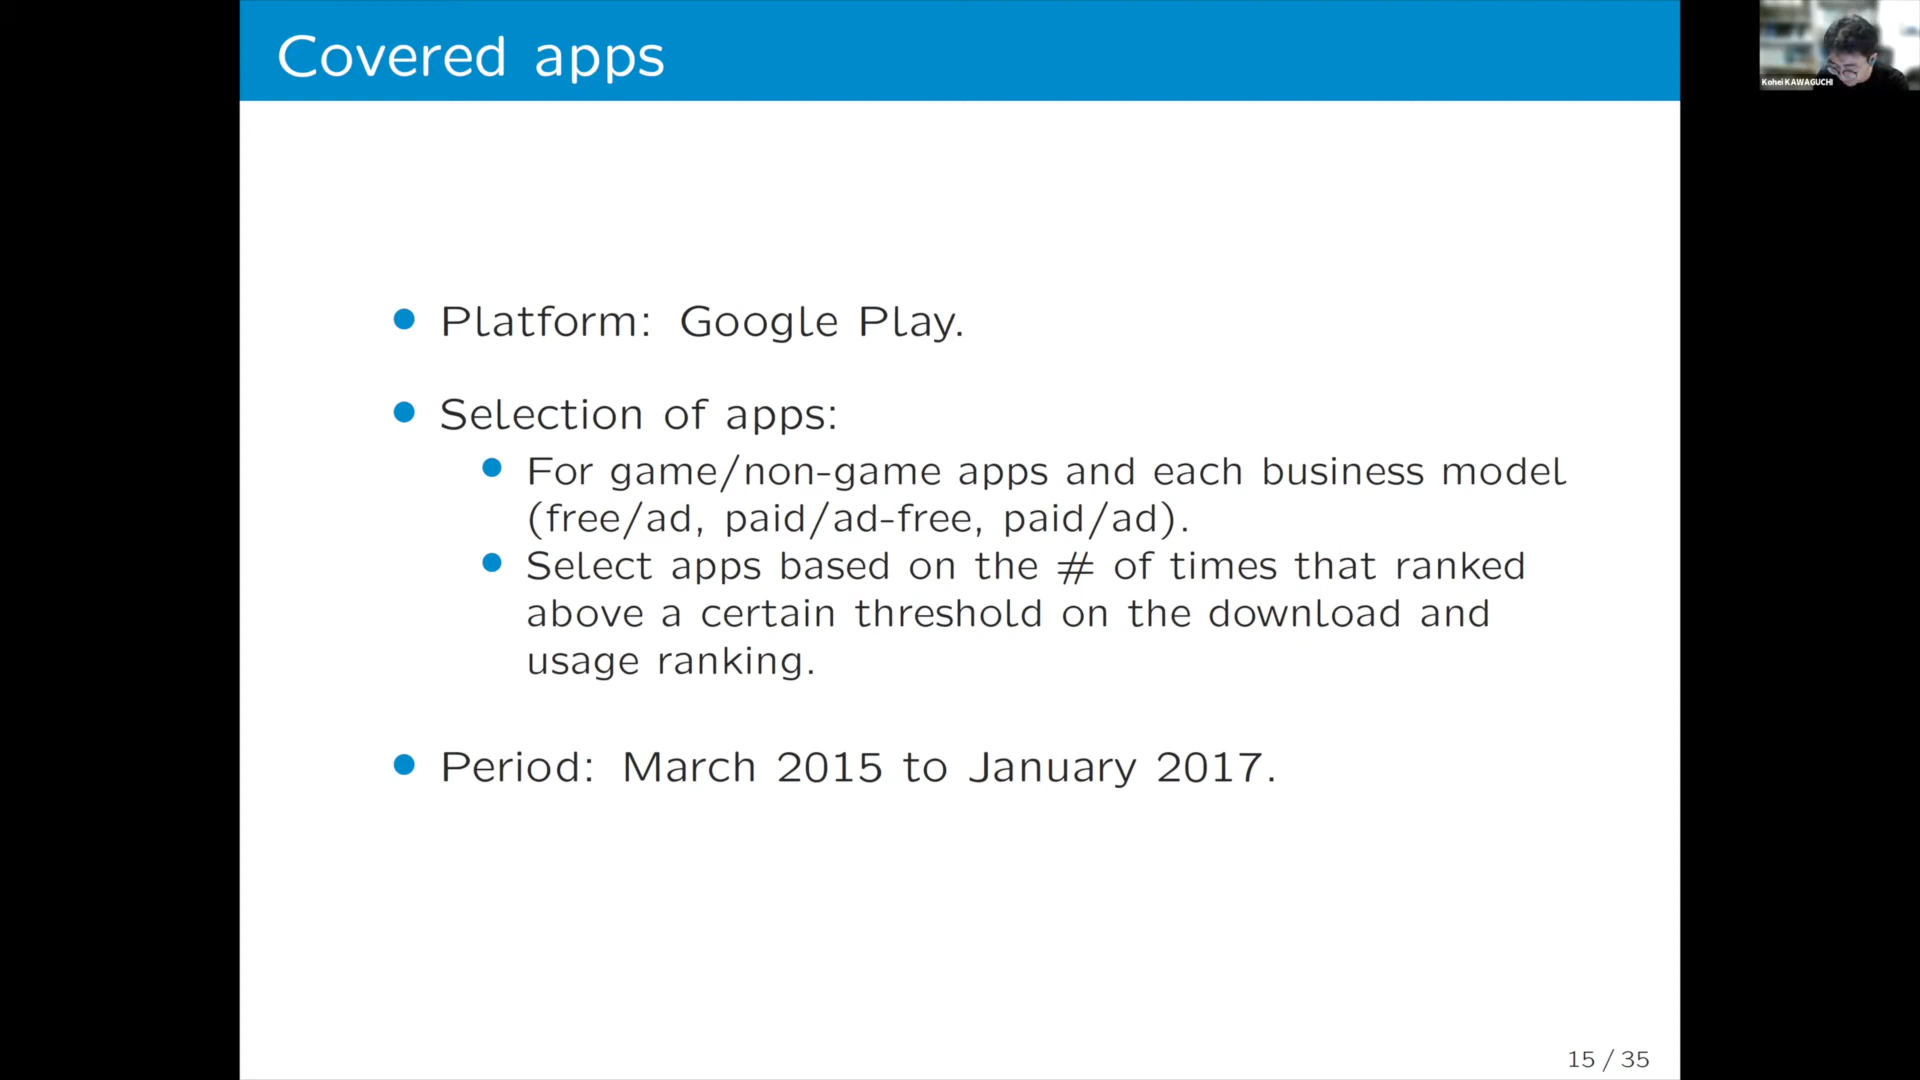 Covered apps
Kohei KAWAGUCHI
Platform: Google Play.
Selection of apps:
For game/non-game apps and each business model
(free/ad, paid/ad-free, paid/ad).
Select apps based on the # of times that ranked
above a certain threshold on the download and
usage ranking.
Period: March 2015 to January 2017.
15 / 35